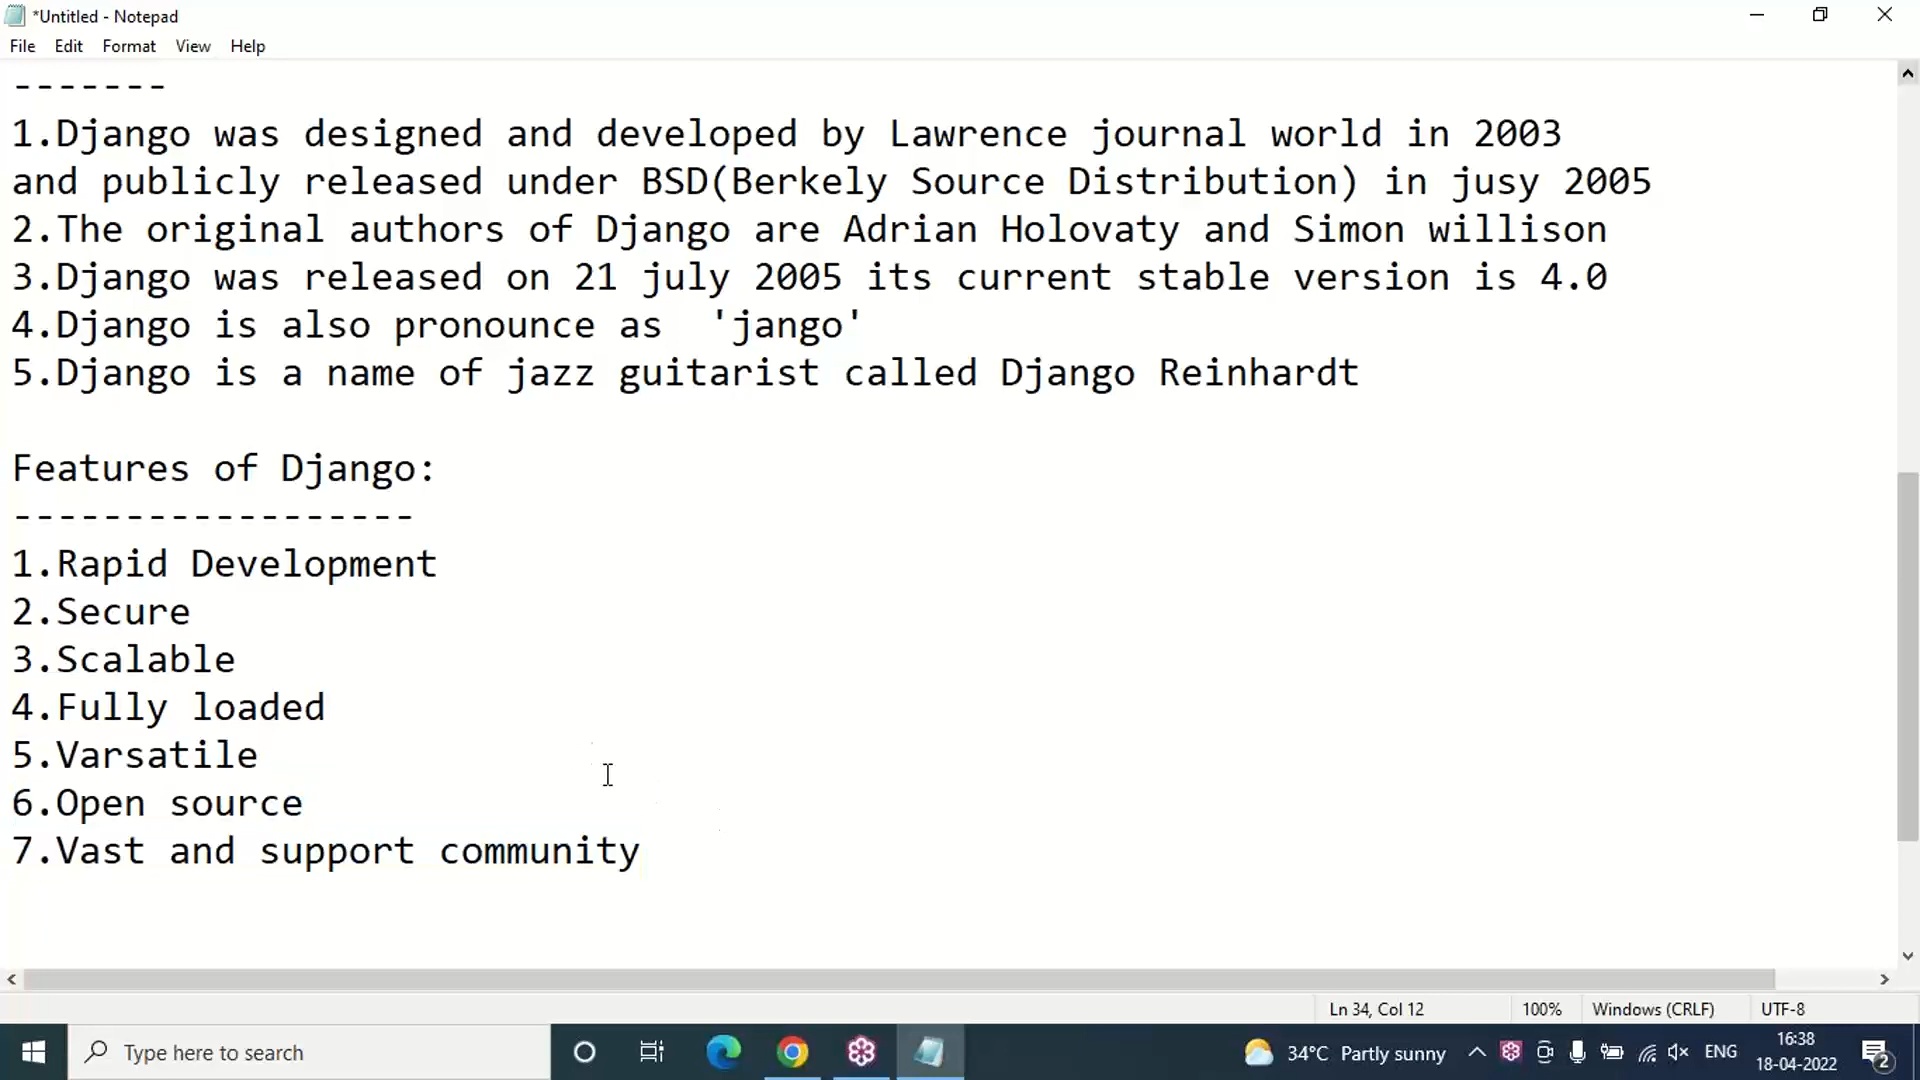 *Untitled - Notepad
File Edit Format View Help
-------
1.Django was designed and developed by Lawrence journal world in 2003
and publicly released under BSD(Berkely Source Distribution) in jusy 2005
2.The original authors of Django are Adrian Holovaty and Simon willison
3.Django was released on 21 july 2005 its current stable version is 4.0
4.Django is also pronounce as  'jango'
5.Django is a name of jazz guitarist called Django Reinhardt
Features of Django:
------------------
1.Rapid Development
2.Secure
3.Scalable
4.Fully loaded
5.Varsatile
6.Open source
7.Vast and support community
Ln 34, Col 12 100% Windows (CRLF) UTF-8
Type here to search 34°C Partly sunny ENG 16:38
18-04-2022 2